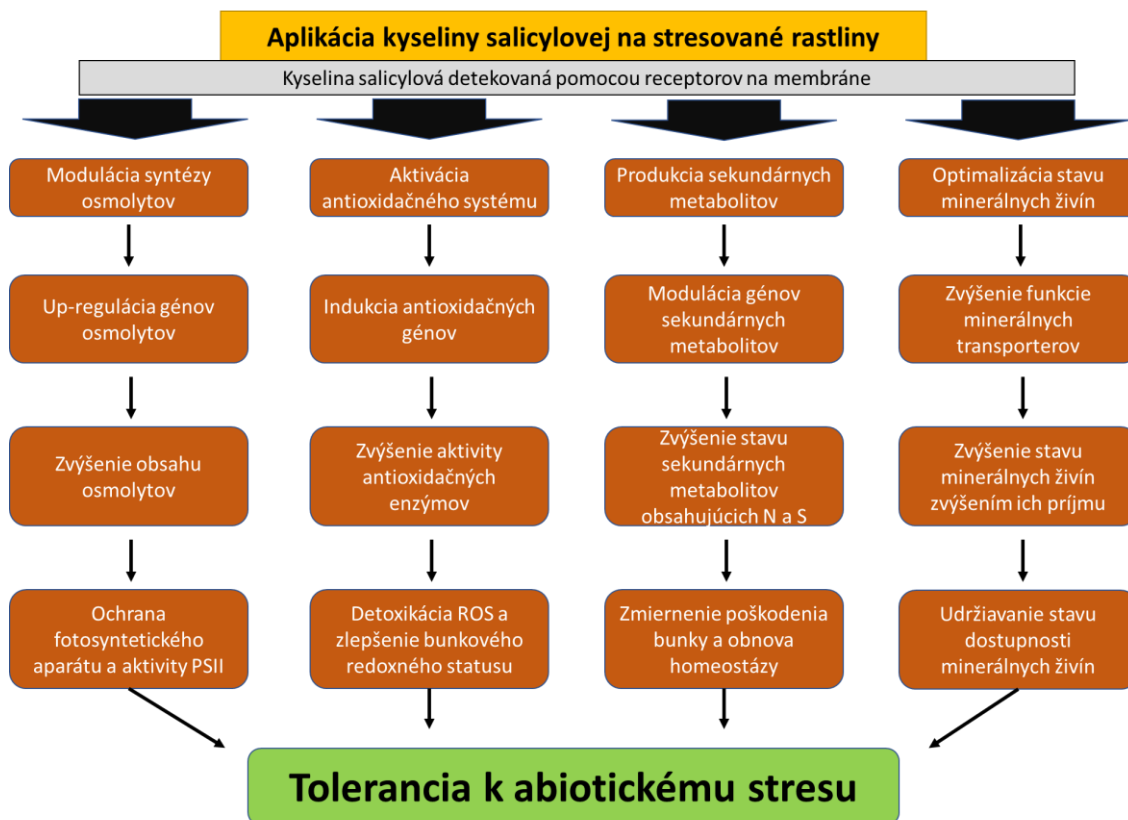 Aplikácia kyseliny salicylovej na stresované rastliny
Kyselina salicylová detekovaná pomocou receptorov na membráne
Modulácia syntézy
osmolytov
Aktivácia
antioxidačného systému
Produkcia sekundárnych
metabolitov
Optimalizácia stavu
minerálnych živín
Up-regulácia génov
osmolytov
Indukcia antioxidačných
génov
Modulácia génov
sekundárnych
metabolitov
Zvýšenie funkcie
minerálnych
transporterov
Zvýšenie obsahu
osmolytov
Zvýšenie aktivity
antioxidačných
enzýmov
Zvýšenie stavu
sekundárnych
metabolitov
obsahujúcich N a S
Zvýšenie stavu
minerálnych živín
zvýšením ich príjmu
Ochrana
fotosyntetického
aparátu a aktivity PSII
Detoxikácia ROS a
zlepšenie bunkového
redoxného statusu
Zmiernenie poškodenia
bunky a obnova
homeostázy
Udržiavanie stavu
dostupnosti
minerálnych živín
Tolerancia k abiotickému stresu